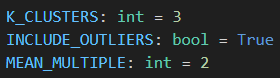 K_CLUSTERS: int = 3
INCLUDE_OUTLIERS: bool = True
MEAN_MULTIPLE: int = 2